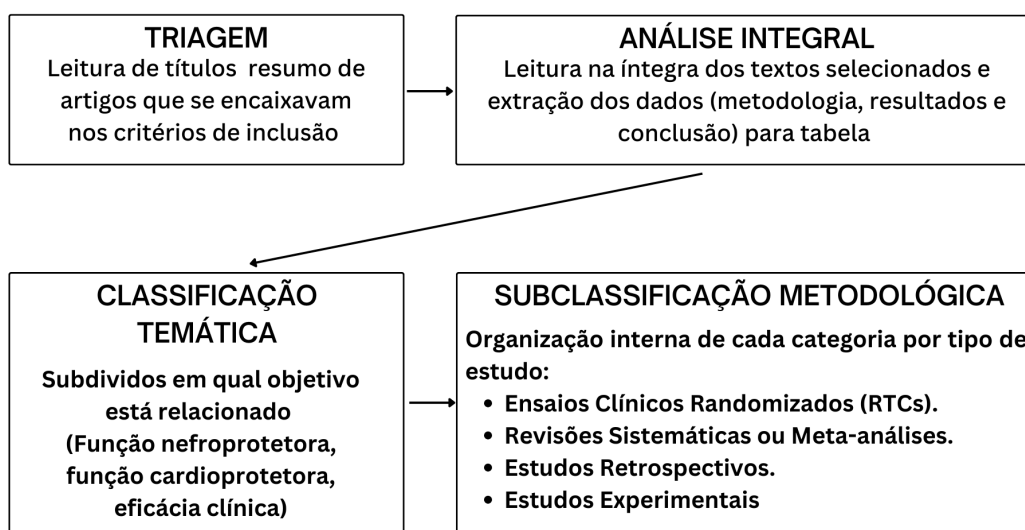 TRIAGEM
Leitura de títulos resumo de
artigos que se encaixavam
nos critérios de inclusão
ANÁLISE INTEGRAL
Leitura na íntegra dos textos selecionados e
extração dos dados (metodologia, resultados e
conclusão) para tabela
CLASSIFICAÇÃO
TEMÁTICA
Subdividos em qual objetivo
está relacionado
(Função nefroprotetora,
função cardioprotetora,
eficácia clínica)
SUBCLASSIFICAÇÃO METODOLÓGICA
Organização interna de cada categoria por tipo de
estudo:
• Ensaios Clínicos Randomizados (RTCs).
• Revisões Sistemáticas ou Meta-análises.
• Estudos Retrospectivos.
• Estudos Experimentais